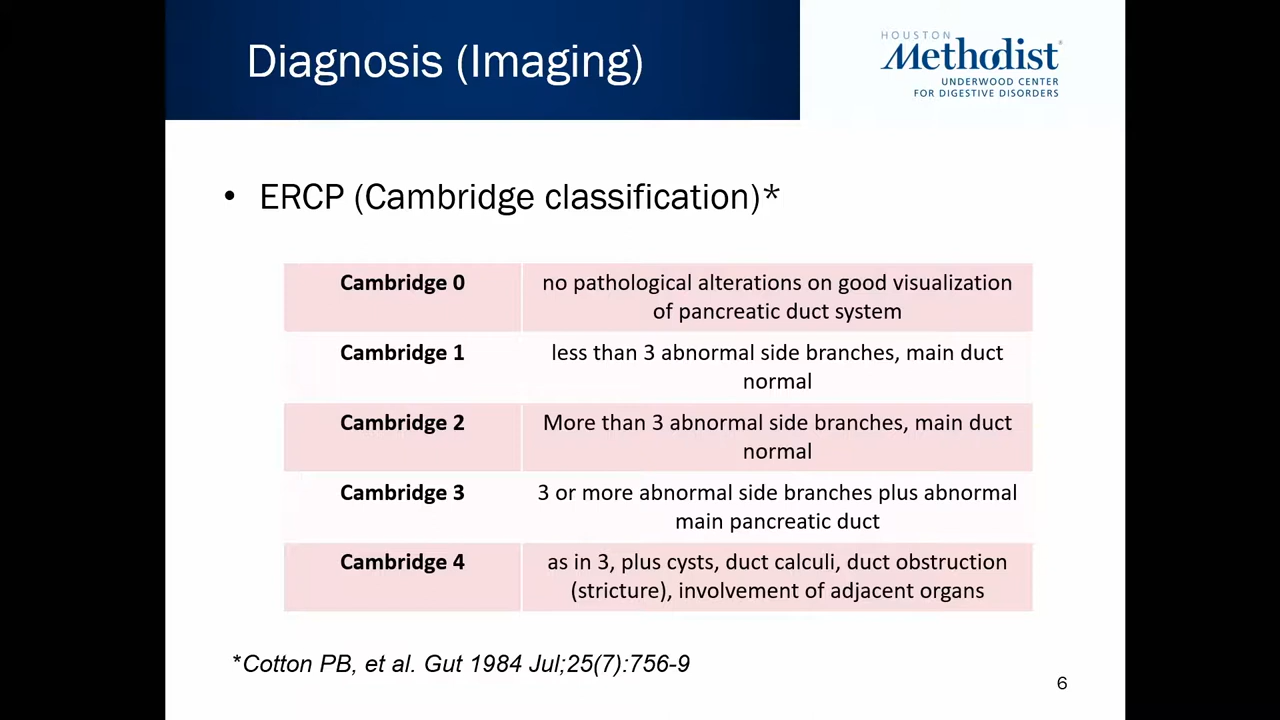 Diagnosis (Imaging)
HOUSTON
Methodist
UNDERWOOD CENTER
FOR DIGESTIVE DISORDERS
• ERCP (Cambridge classification)*
Cambridge 0
no pathological alterations on good visualization
of pancreatic duct system
Cambridge 1
less than 3 abnormal side branches, main duct
normal
Cambridge 2
More than 3 abnormal side branches, main duct
normal
Cambridge 3
3 or more abnormal side branches plus abnormal
main pancreatic duct
Cambridge 4
as in 3, plus cysts, duct calculi, duct obstruction
(stricture), involvement of adjacent organs
*Cotton PB, et al. Gut 1984 Jul;25(7):756-9
6